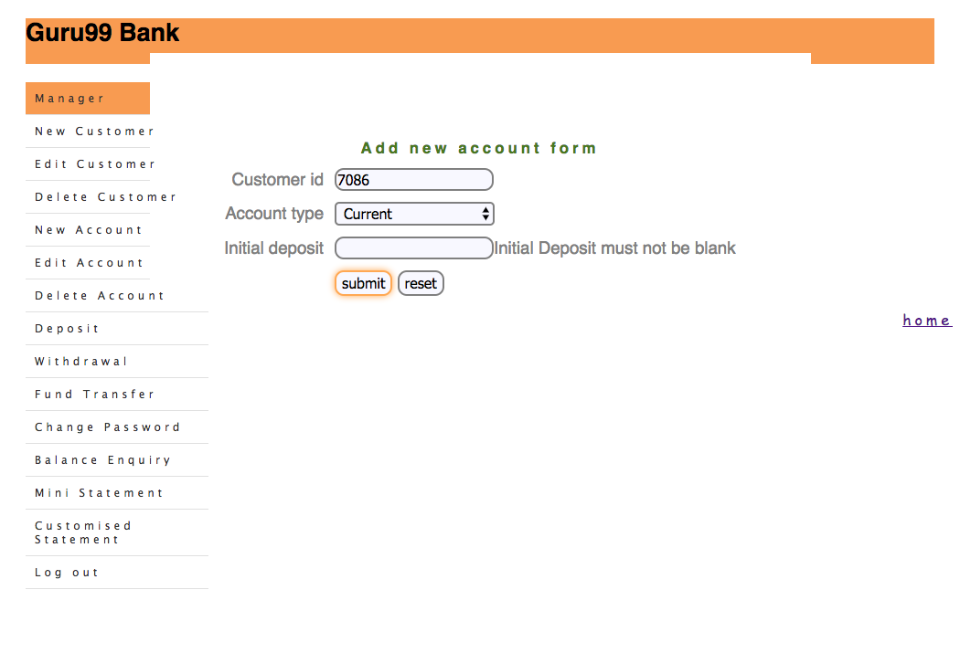 Guru99 Bank
Manager
New Customer
Edit Customer
Delete Customer
New Account
Edit Account
Delete Account
Deposit
Withdrawal
Fund Transfer
Change Password
Balance Enquiry
Mini Statement
Customised
Statement
Log out
Add new account form
Customer id 7086
Account type Current
Initial deposit Initial Deposit must not be blank
submit reset
home